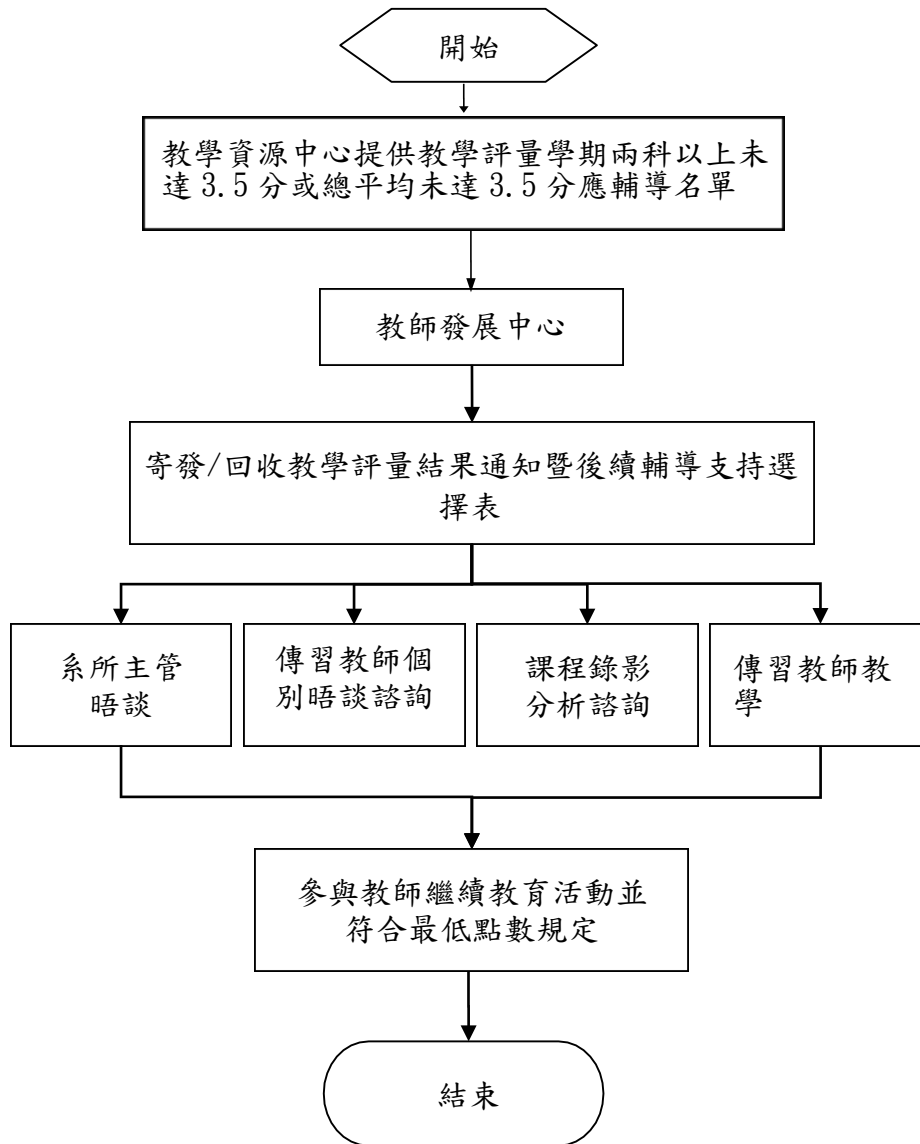 開始
教學資源中心提供教學評量學期兩科以上未
達 3.5 分或總平均未達 3.5 分應輔導名單
教師發展中心
寄發/回收教學評量結果通知暨後續輔導支持選
擇表
系所主管
晤談
傳習教師個
別晤談諮詢
課程錄影
分析諮詢
傳習教師教
學
參與教師繼續教育活動並
符合最低點數規定
結束